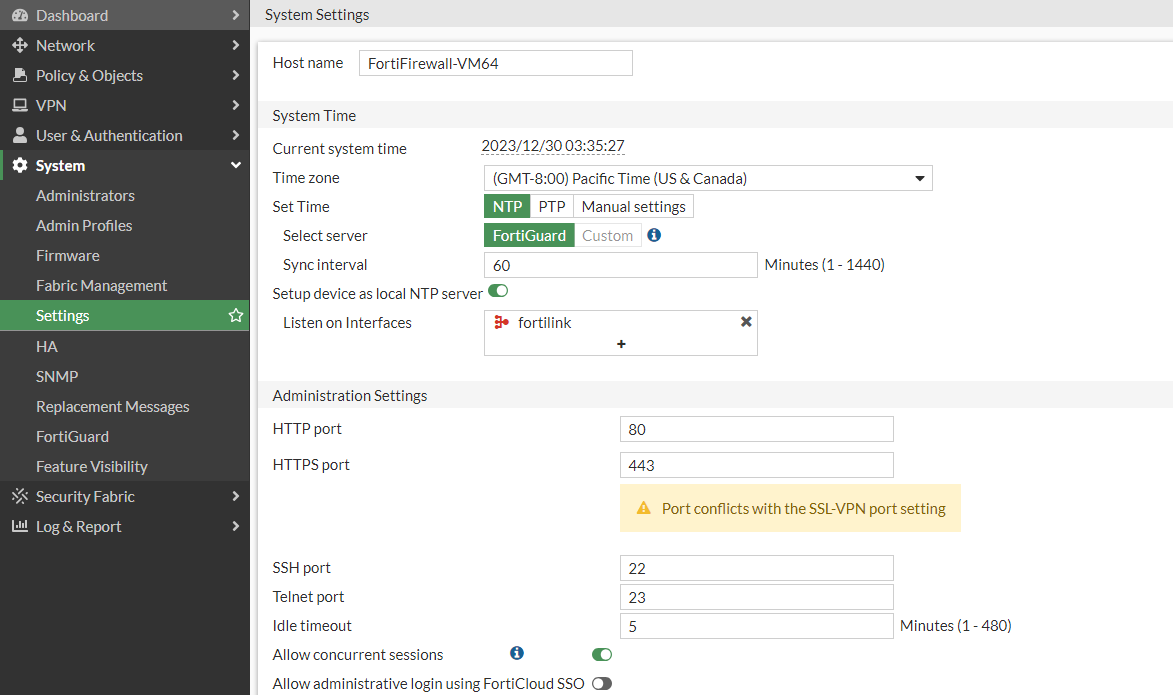 Dashboard
Network
Policy & Objects
VPN
User & Authentication
System
Administrators
Admin Profiles
Firmware
Fabric Management
Settings
HA
SNMP
Replacement Messages
FortiGuard
Feature Visibility
Security Fabric
Log & Report
System Settings
Host name FortiFirewall-VM64
System Time
Current system time 2023/12/30 03:35:27
Time zone (GMT-8:00) Pacific Time (US & Canada)
Set Time NTP PTP Manual settings
Select server FortiGuard Custom
Sync interval 60 Minutes (1 - 1440)
Setup device as local NTP server
Listen on Interfaces fortilink
+
Administration Settings
HTTP port 80
HTTPS port 443
Port conflicts with the SSL-VPN port setting
SSH port 22
Telnet port 23
Idle timeout 5 Minutes (1 - 480)
Allow concurrent sessions
Allow administrative login using FortiCloud SSO